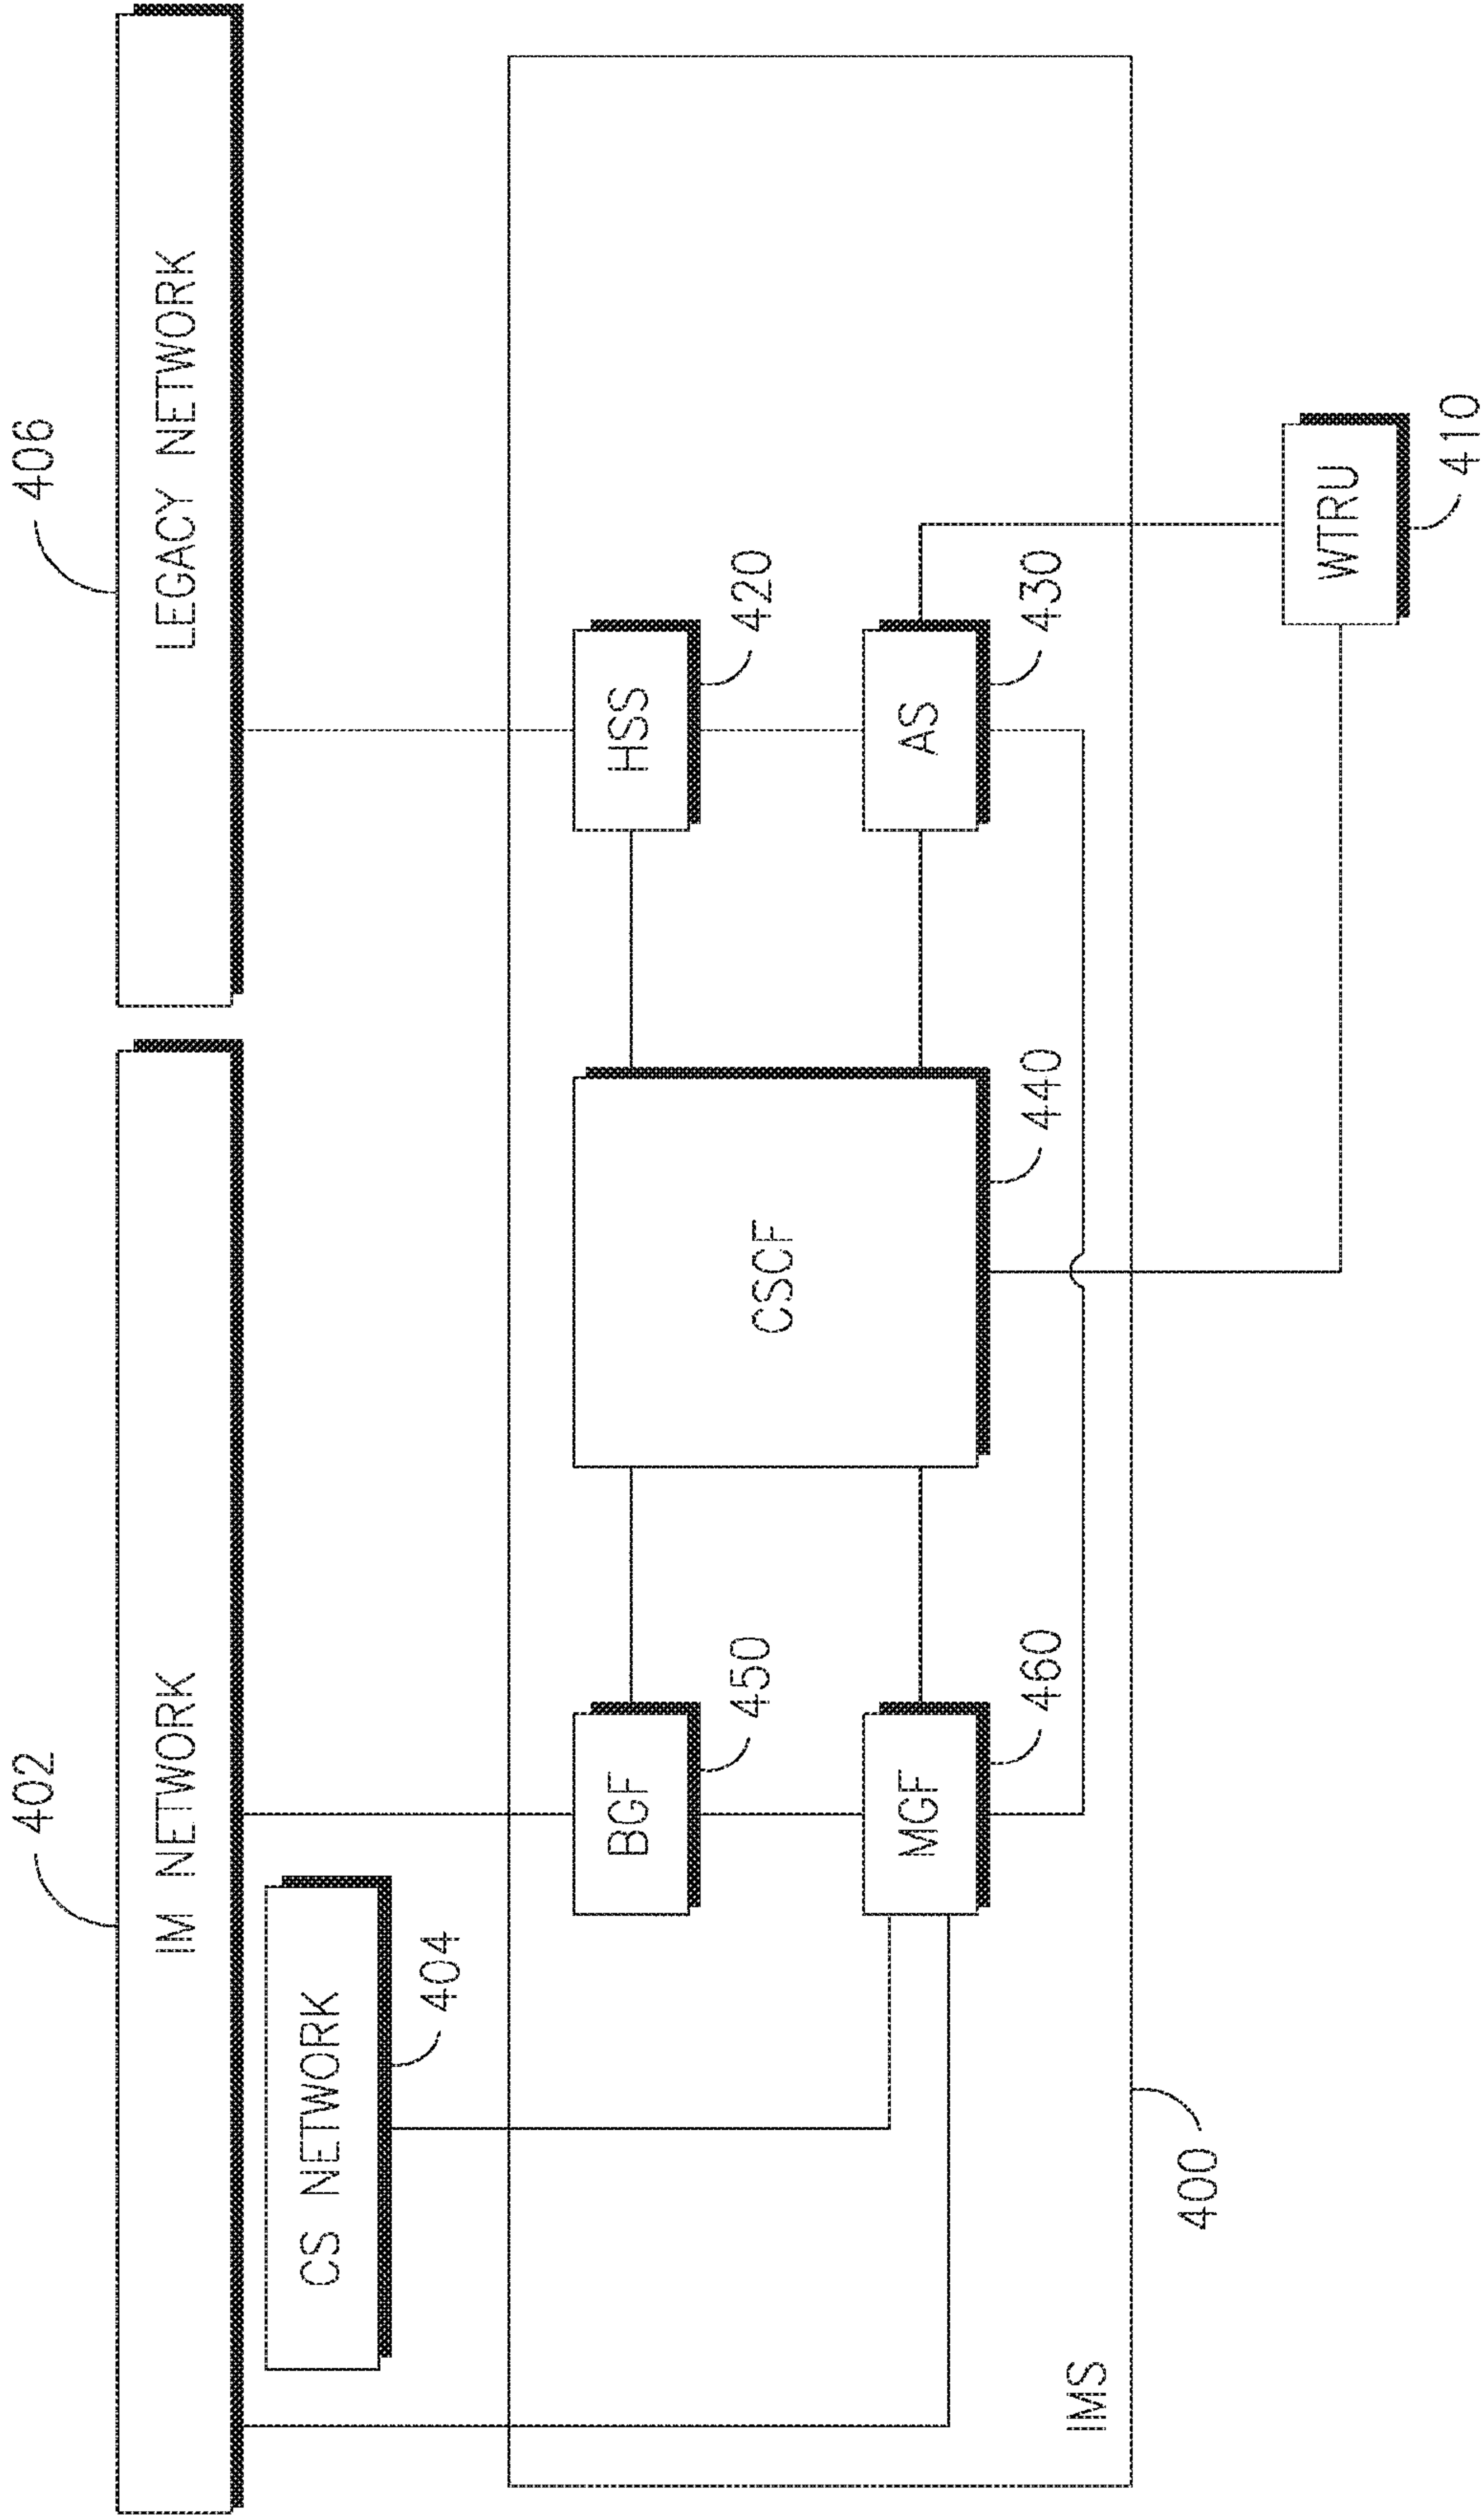 402
406
IM NETWORK
LEGACY NETWORK
CS NETWORK
404
BGF
450
CSCF
HSS
420
MGF
460
440
AS
430
IMS
400
WTRU
410